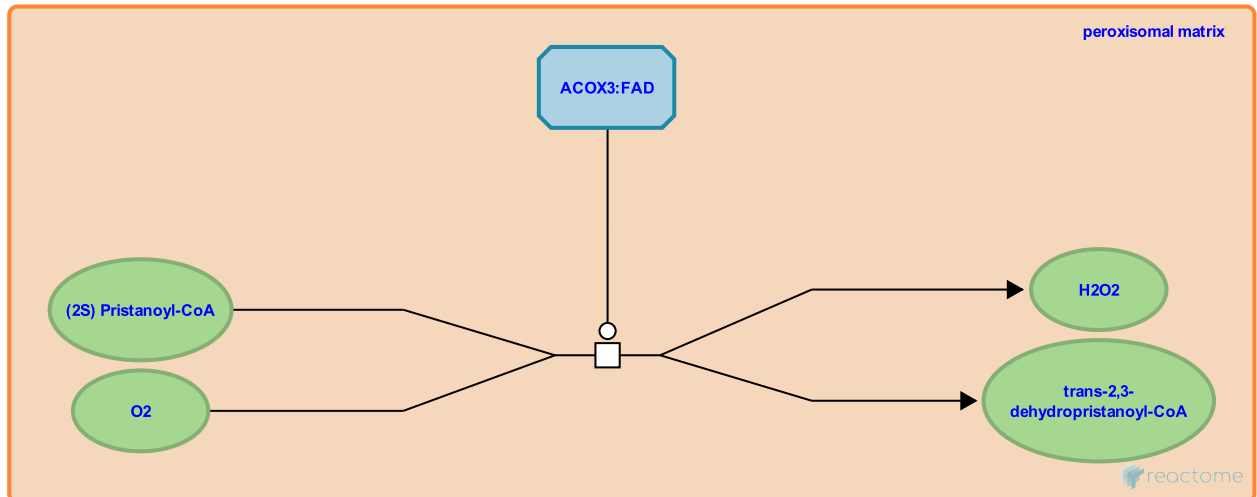 peroxisomal matrix
ACOX3:FAD
(2S) Pristanoyl-CoA
H2O2
O2
trans-2,3-
dehydropristanoyl-CoA
reactome